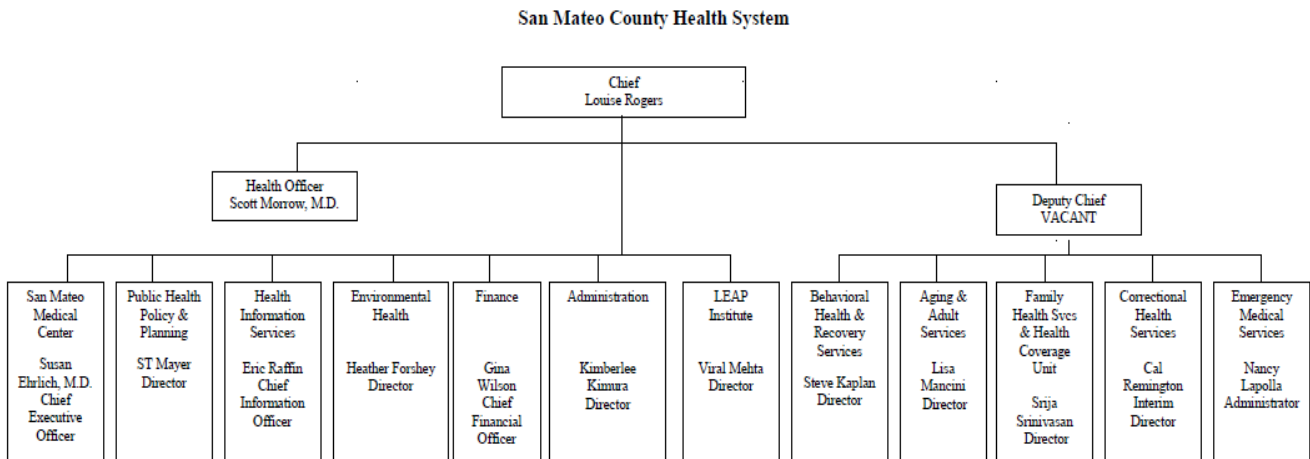 San Mateo County Health System
Chief
Louise Rogers
Health Officer
Scott Morrow, M.D.
Deputy Chief
VACANT
San Mateo
Medical
Center
Susan
Ehrlich, M.D.
Chief
Executive
Officer
Public Health
Policy &
Planning
ST Mayer
Director
Health
Information
Services
Eric Raffin
Chief
Information
Officer
Environmental
Health
Heather Forshey
Director
Finance
Gina
Wilson
Chief
Financial
Officer
Administration
Kimberlee
Kimura
Director
LEAP
Institute
Viral Mehta
Director
Behavioral
Health &
Recovery
Services
Steve Kaplan
Director
Aging &
Adult
Services
Lisa
Mancini
Director
Family
Health Svcs
& Health
Coverage
Unit
Srija
Srinivasan
Director
Correctional
Health
Services
Cal
Remington
Interim
Director
Emergency
Medical
Services
Nancy
Lapolla
Administrator